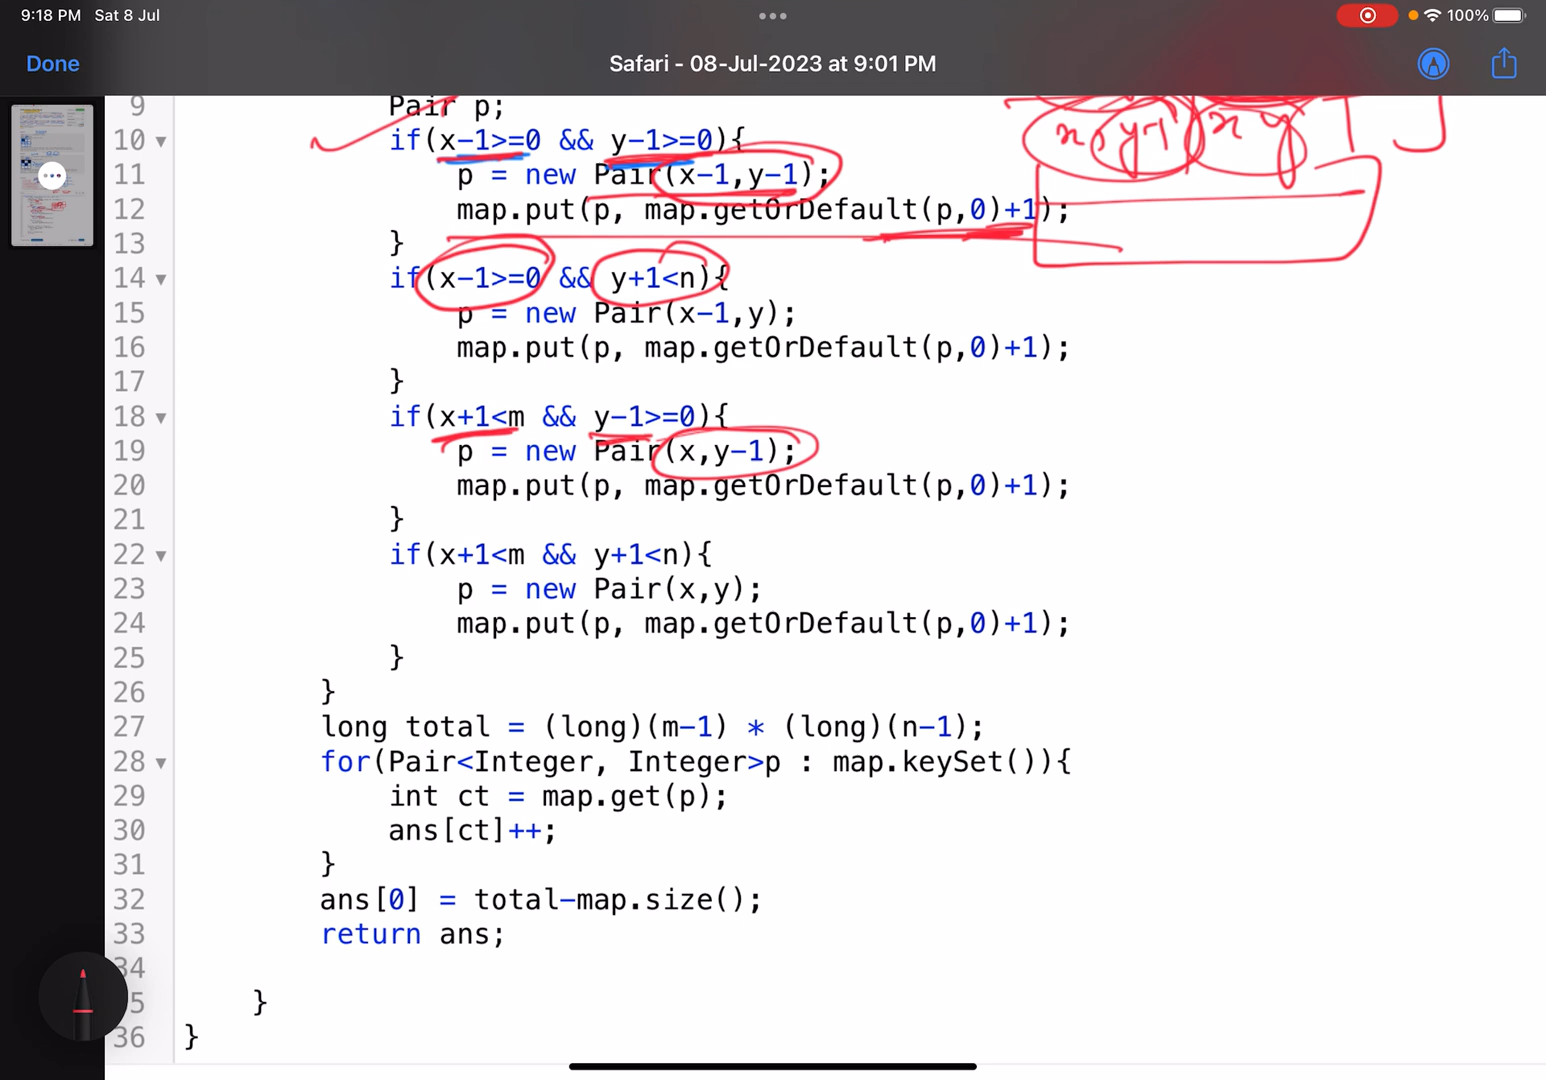 9:18 PM Sat 8 Jul
100%
Done
Safari - 08-Jul-2023 at 9:01 PM
9 Pair p;
10 if(x-1>=0 && y-1>=0){
11 p = new Pair(x-1,y-1);
12 map.put(p, map.getOrDefault(p,0)+1);
13 }
14 if(x-1>=0 && y+1<n){
15 p = new Pair(x-1,y);
16 map.put(p, map.getOrDefault(p,0)+1);
17 }
18 if(x+1<m && y-1>=0){
19 p = new Pair(x,y-1);
20 map.put(p, map.getOrDefault(p,0)+1);
21 }
22 if(x+1<m && y+1<n){
23 p = new Pair(x,y);
24 map.put(p, map.getOrDefault(p,0)+1);
25 }
26 }
27 long total = (long)(m-1) * (long)(n-1);
28 for(Pair<Integer, Integer>p : map.keySet()){
29 int ct = map.get(p);
30 ans[ct]++;
31 }
32 ans[0] = total-map.size();
33 return ans;
34
5 }
36 }
x, y-1 x y